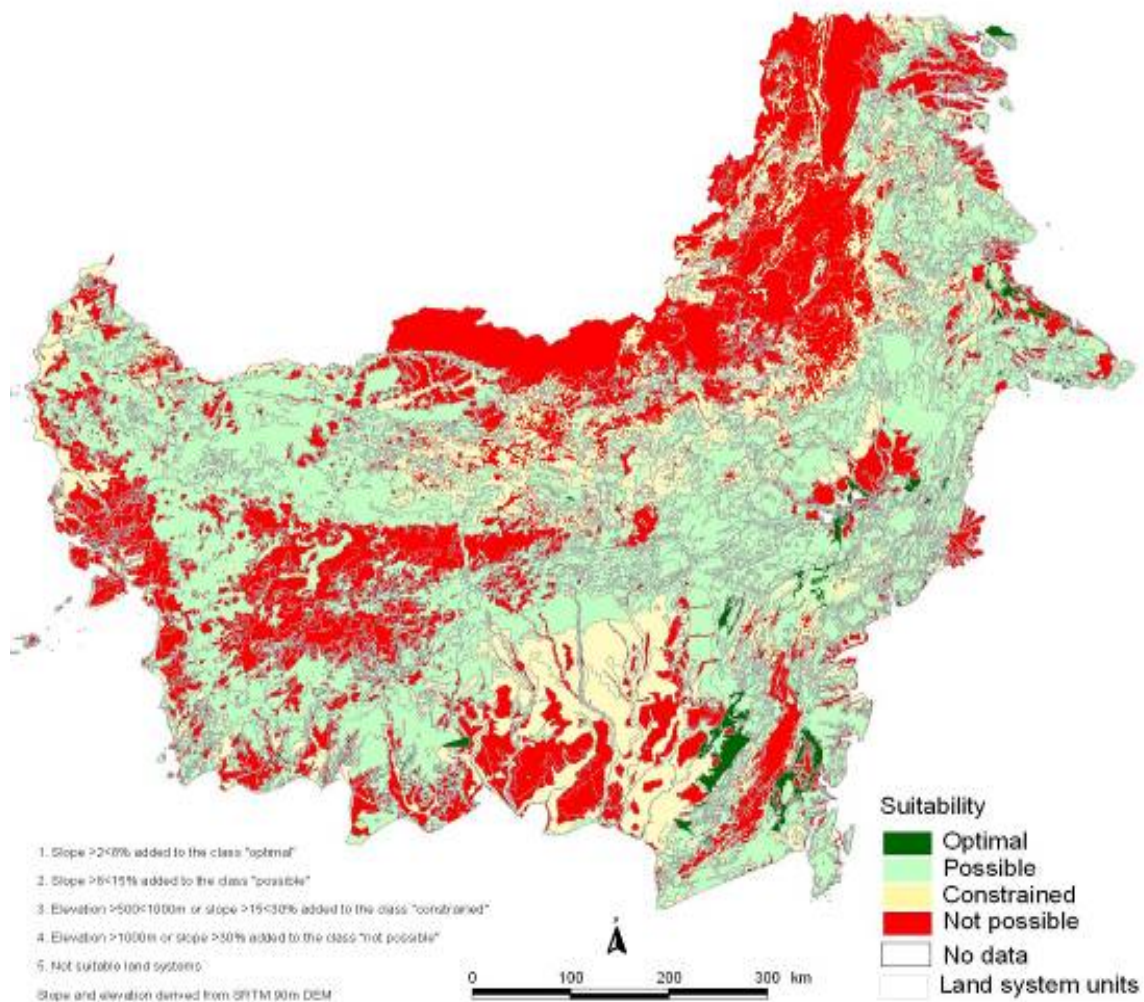 Suitability
Optimal
Possible
Constrained
Not possible
No data
Land system units
1. Slope >2<8% added to the class "optimal"
2. Slope >8<15% added to the class "possible"
3. Elevation >500<1000m or slope >15<30% added to the class "constrained"
4. Elevation >1000m or slope >30% added to the class "not possible"
5. Not suitable land systems
Slope and elevation derived from SRTM 90m DEM
0 100 200 300 km